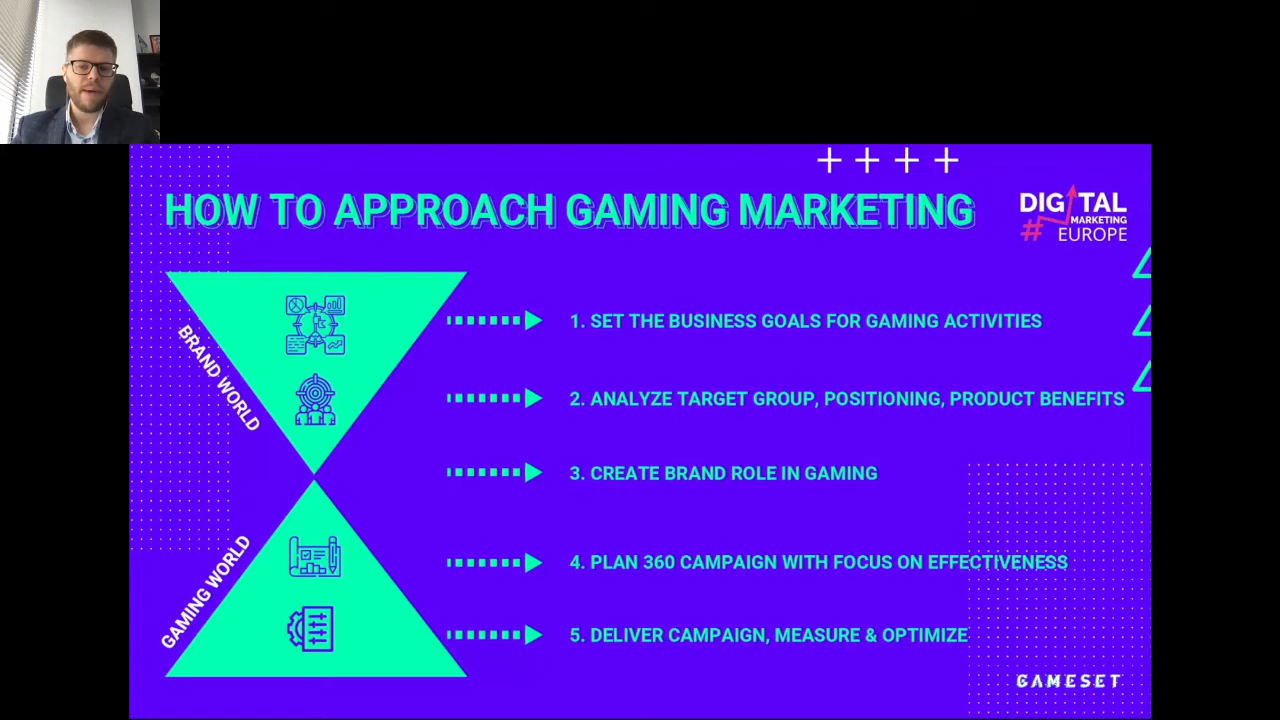 HOW TO APPROACH GAMING MARKETING
DIGITAL
MARKETING
# EUROPE
BRAND WORLD
1. SET THE BUSINESS GOALS FOR GAMING ACTIVITIES
2. ANALYZE TARGET GROUP, POSITIONING, PRODUCT BENEFITS
3. CREATE BRAND ROLE IN GAMING
GAMING WORLD
4. PLAN 360 CAMPAIGN WITH FOCUS ON EFFECTIVENESS
5. DELIVER CAMPAIGN, MEASURE & OPTIMIZE
GAMESET